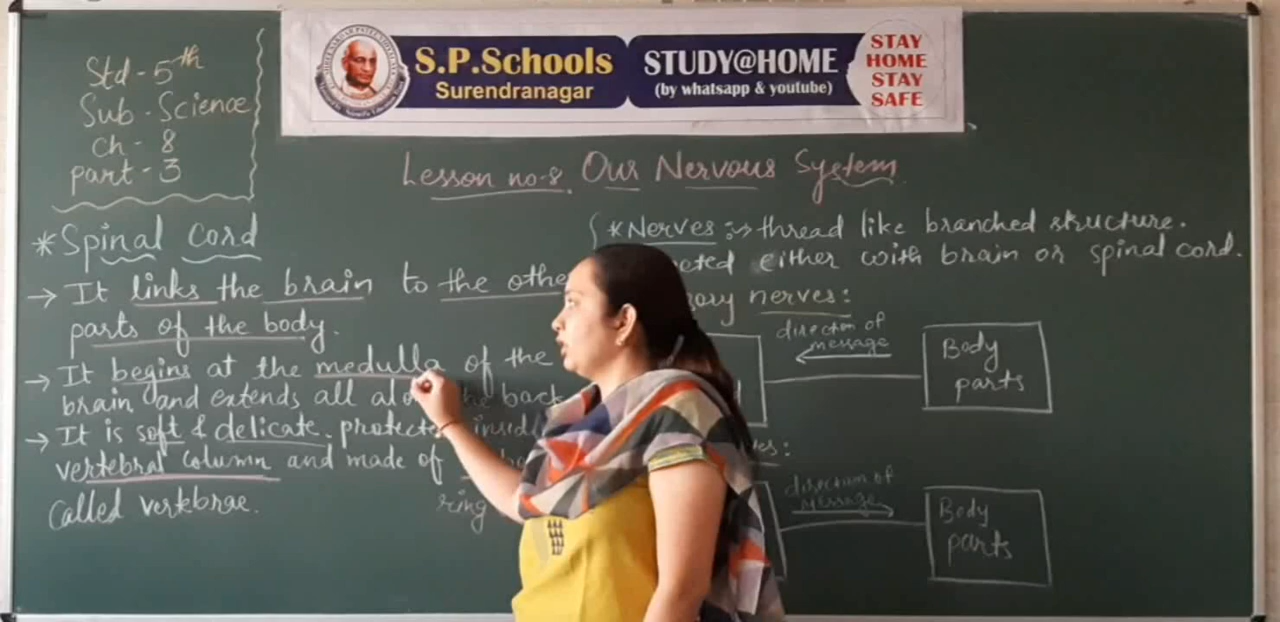 S.P.Schools
Surendranagar
STUDY@HOME
(by whatsapp & youtube)
STAY
HOME
STAY
SAFE
Std - 5th
Sub - Science
Ch - 8
part - 3
Lesson no-8. Our Nervous System
* Spinal cord
→ It links the brain to the other
parts of the body.
→ It begins at the medulla of the
brain and extends all the back
→ It is soft & delicate. protected
vertebral column and made of
ring
called vertebrae.
* Nerves :→ thread like branched structure.
either with brain or spinal cord.
nerves:
direction of
message
Body
parts
direction of
message
Body
parts